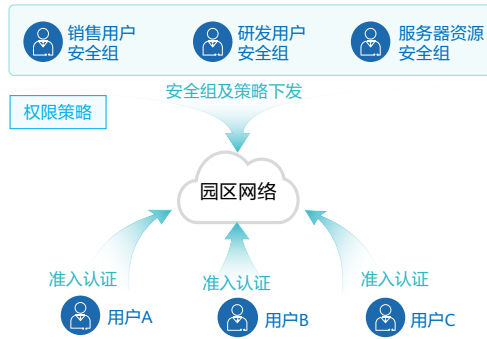 销售用户
安全组
研发用户
安全组
服务器资源
安全组
安全组及策略下发
权限策略
园区网络
准入认证
准入认证
准入认证
用户A
用户B
用户C